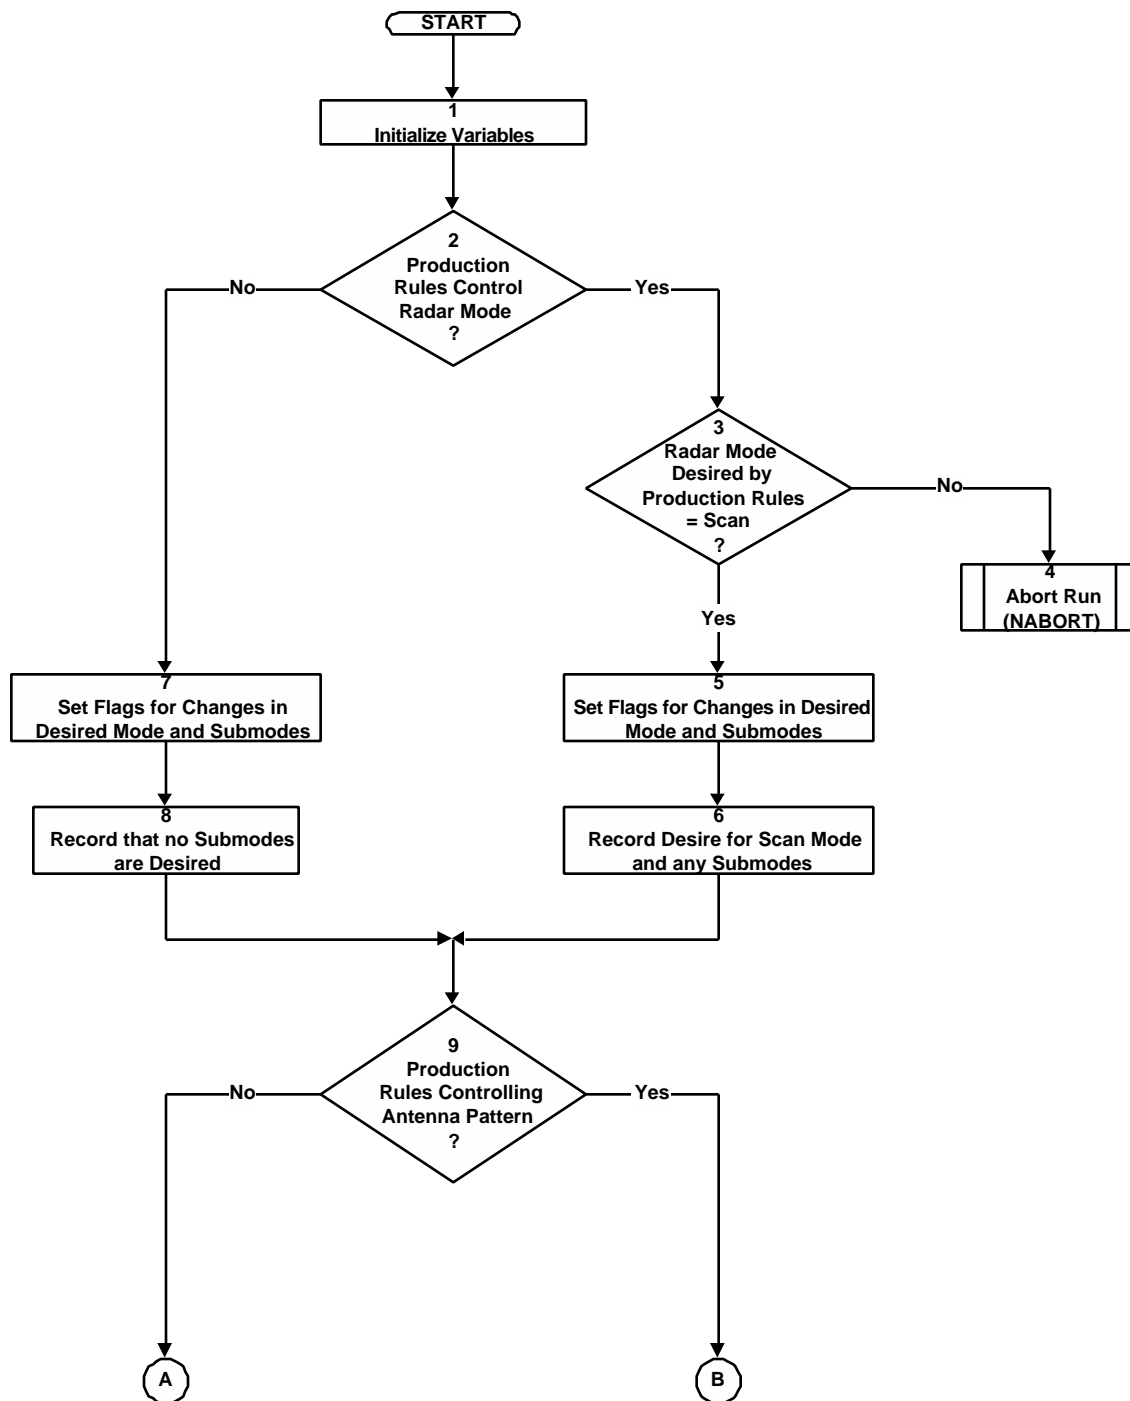 START
1
Initialize Variables
2
Production
Rules Control
Radar Mode
?
No
Yes
3
Radar Mode
Desired by
Production Rules
= Scan
?
No
4
Abort Run
(NABORT)
Yes
7
Set Flags for Changes in
Desired Mode and Submodes
5
Set Flags for Changes in Desired
Mode and Submodes
8
Record that no Submodes
are Desired
6
Record Desire for Scan Mode
and any Submodes
9
Production
Rules Controlling
Antenna Pattern
?
No
Yes
A
B